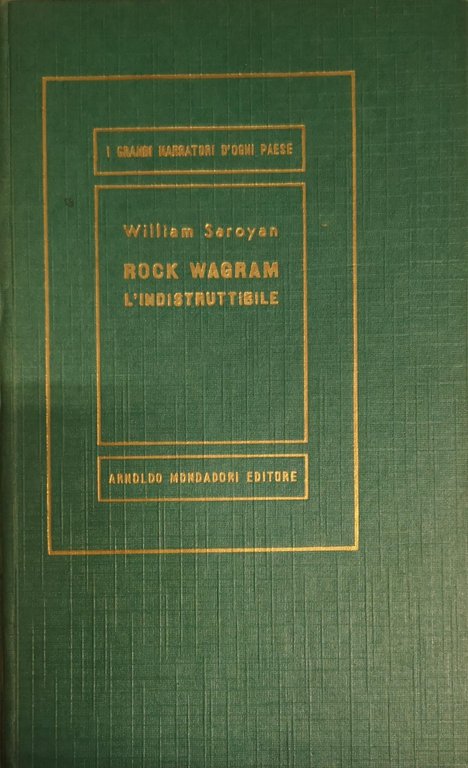 I GRANDI NARRATORI D'OGNI PAESE
William Saroyan
ROCK WAGRAM
L'INDISTRUTTIBILE
ARNOLDO MONDADORI EDITORE